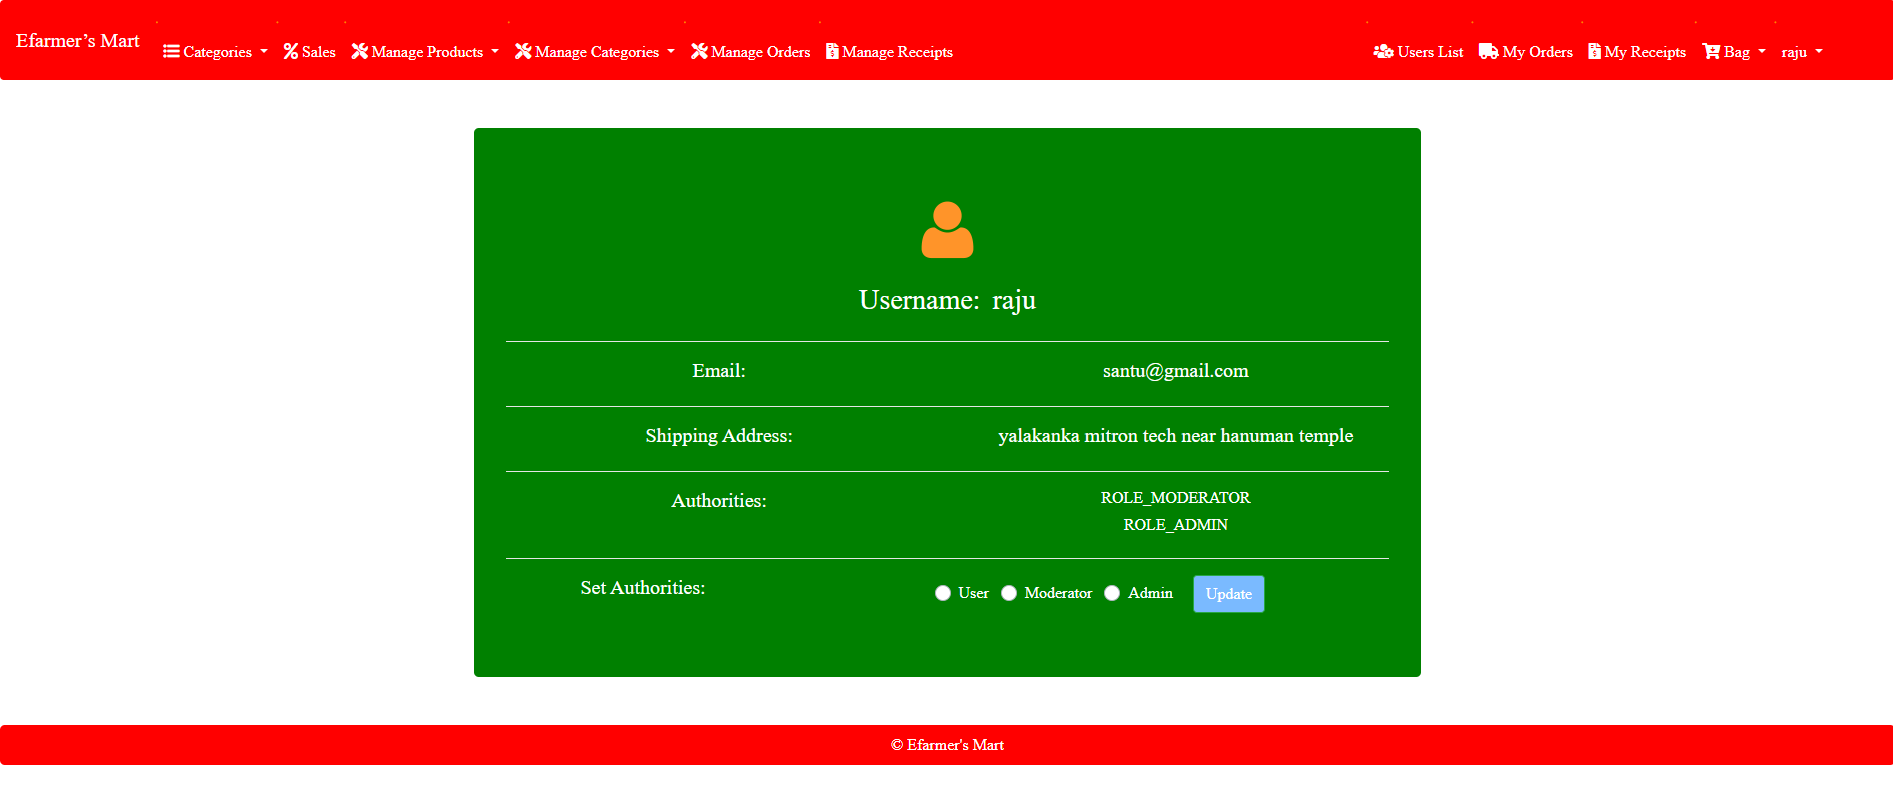 Efarmer’s Mart Categories Sales Manage Products Manage Categories Manage Orders Manage Receipts Users List My Orders My Receipts Bag raju
Username: raju
Email: santu@gmail.com
Shipping Address: yalakanka mitron tech near hanuman temple
Authorities: ROLE_MODERATOR
ROLE_ADMIN
Set Authorities: User Moderator Admin Update
© Efarmer's Mart